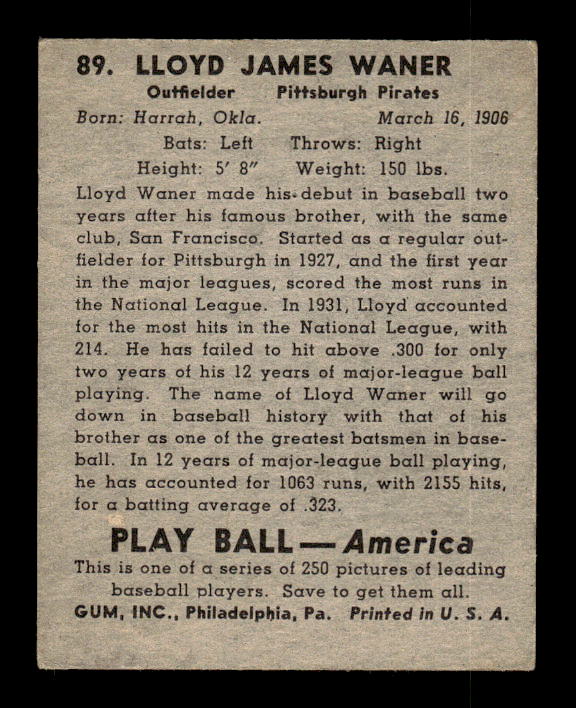 89. LLOYD JAMES WANER
Outfielder Pittsburgh Pirates
Born: Harrah, Okla. March 16, 1906
Bats: Left Throws: Right
Height: 5' 8" Weight: 150 lbs.
Lloyd Waner made his debut in baseball two
years after his famous brother, with the same
club, San Francisco. Started as a regular out-
fielder for Pittsburgh in 1927, and the first year
in the major leagues, scored the most runs in
the National League. In 1931, Lloyd accounted
for the most hits in the National League, with
214. He has failed to hit above .300 for only
two years of his 12 years of major-league ball
playing. The name of Lloyd Waner will go
down in baseball history with that of his
brother as one of the greatest batsmen in base-
ball. In 12 years of major-league ball playing,
he has accounted for 1063 runs, with 2155 hits,
for a batting average of .323.
PLAY BALL—America
This is one of a series of 250 pictures of leading
baseball players. Save to get them all.
GUM, INC., Philadelphia, Pa. Printed in U. S. A.